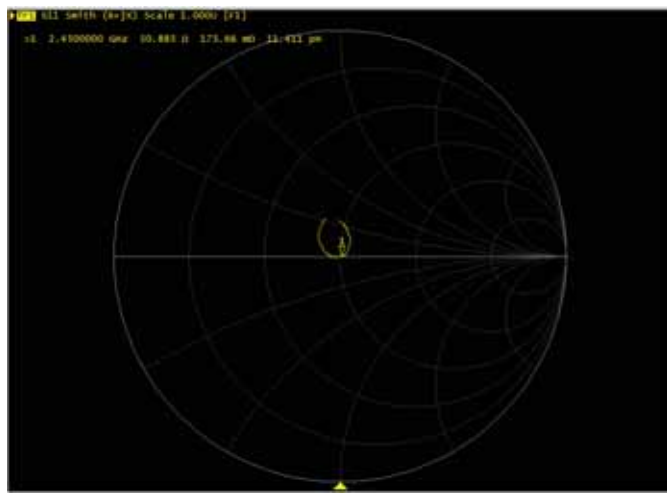 Tr1 S11 Smith (R+jX) Scale 1.000U [F1]
>1 2.4500000 GHz 50.883 Ω 175.66 mΩ 11.411 pH